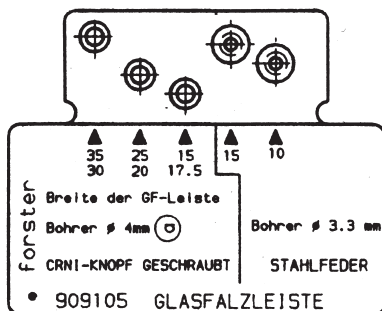 35 25 15 15 10
30 20 17.5
forster
Breite der GF-Leiste
Bohrer ø 4mm D
Bohrer ø 3.3 mm
CRNI-KNOPF GESCHRAUBT
STAHLFEDER
909105 GLASFALZLEISTE